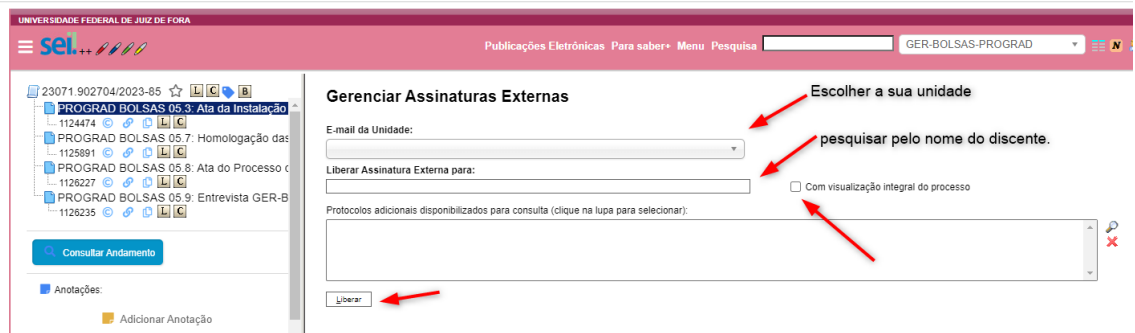 UNIVERSIDADE FEDERAL DE JUIZ DE FORA
sei. ++
Publicações Eletrônicas Para saber+ Menu Pesquisa GER-BOLSAS-PROGRAD N
23071.902704/2023-85 L C B
PROGRAD BOLSAS 05.3: Ata da Instalação
1124474 L C
PROGRAD BOLSAS 05.7: Homologação das
1125891 L C
PROGRAD BOLSAS 05.8: Ata do Processo
1126227 L C
PROGRAD BOLSAS 05.9: Entrevista GER-B
1126235 L C
Consultar Andamento
Anotações:
Adicionar Anotação
Gerenciar Assinaturas Externas
Escolher a sua unidade
E-mail da Unidade:
pesquisar pelo nome do discente.
Liberar Assinatura Externa para:
Com visualização integral do processo
Protocolos adicionais disponibilizados para consulta (clique na lupa para selecionar):
Liberar